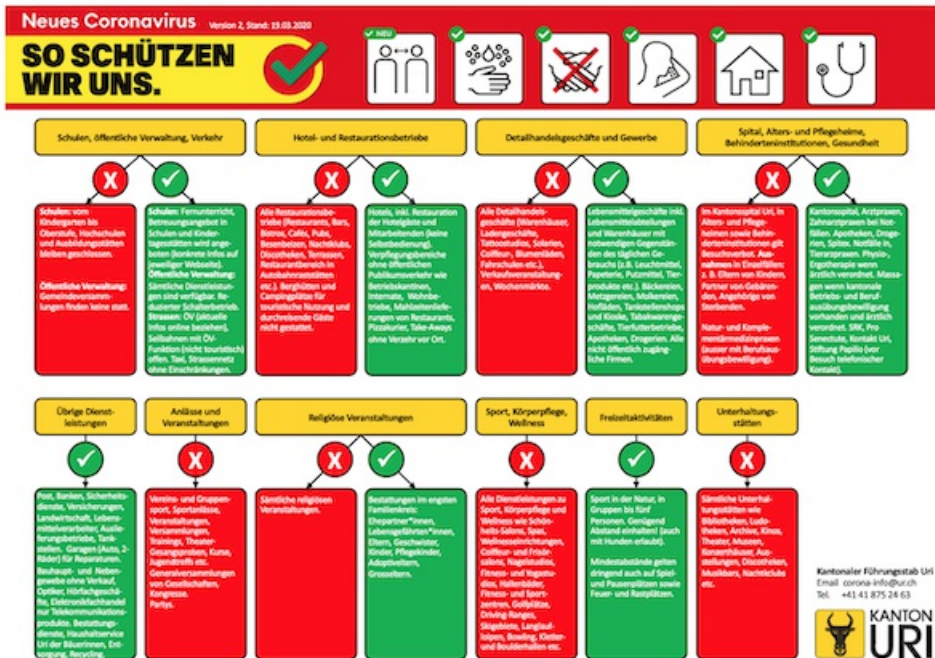 Neues Coronavirus Version 2, Stand: 19.03.2020
SO SCHÜTZEN
WIR UNS.
NEU
Schulen, öffentliche Verwaltung, Verkehr
Hotel- und Restaurationsbetriebe
Detailhandelsgeschäfte und Gewerbe
Spital, Alters- und Pflegeheime,
Behinderteninstitutionen, Gesundheit
Schulen: vom
Kindergarten bis
Oberstufe, Hochschulen
und Ausbildungsstätten
bleiben geschlossen.
Öffentliche Verwaltung:
Gemeindeversamm-
lungen finden keine statt.
Schulen: Fernunterricht,
Betreuungsangebot in
Schulen und Kinder-
tagesstätten wird ange-
boten (konkrete Infos auf
jeweiliger Webseite).
Öffentliche Verwaltung:
Sämtliche Dienstleistun-
gen sind verfügbar. Re-
duzierter Schalterbetrieb.
Strassen: ÖV (aktuelle
Infos online beziehen),
Seilbahnen mit ÖV-
Funktion (nicht touristisch)
offen. Taxi, Strassennetz
ohne Einschränkungen.
Alle Restaurationsbe-
triebe (Restaurants, Bars,
Bistros, Cafés, Pubs,
Besenbeizen, Nachtklubs,
Discotheken, Terrassen,
Restaurantbereich in
Autobahnraststätten
etc.). Berghütten und
Campingplätze für
touristische Nutzung und
durchreisende Gäste
nicht gestattet.
Hotels, inkl. Restauration
der Hotelgäste und
Mitarbeitenden (keine
Selbstbedienung).
Verpflegungsbereiche
ohne öffentlichen
Publikumsverkehr wie
Betriebskantinen,
Internate, Wohnbe-
triebe, Mahlzeitenliefe-
rungen von Restaurants,
Pizzakurier, Take-Aways
ohne Verzehr vor Ort.
Alle Detailhandels-
geschäfte (Warenhäuser,
Ladengeschäfte,
Tattoostudios, Solarien,
Coiffeur-, Blumenläden,
Fahrschulen etc.),
Verkaufsveranstaltun-
gen, Wochenmärkte.
Lebensmittelgeschäfte inkl.
Lebensmittelabteilungen
und Warenhäuser mit
notwendigen Gegenstän-
den des täglichen Ge-
brauchs (z.B. Leuchtmittel,
Papeterie, Putzmittel, Tier-
produkte etc.). Bäckereien,
Metzgereien, Molkereien,
Hofläden, Tankstellenshops
und Kioske, Tabakwarenge-
schäfte, Tierfutterbetriebe,
Apotheken, Drogerien. Alle
nicht öffentlich zugäng-
liche Firmen.
Im Kantonsspital Uri, in
Alters- und Pflege-
heimen sowie Behin-
derteninstitutionen gilt
Besuchsverbot. Aus-
nahmen in Einzelfällen:
z. B. Eltern von Kindern,
Partner von Gebären-
den, Angehörige von
Sterbenden.
Natur- und Komple-
mentärmedizinpraxen
(ausser mit Berufsaus-
übungsbewilligung).
Kantonsspital, Arztpraxen,
Zahnarztpraxen bei Not-
fällen. Apotheken, Droge-
rien, Spitex. Notfälle in
Tierarztpraxen. Physio-,
Ergotherapie wenn
ärztlich verordnet. Massa-
gen wenn kantonale
Betriebs- und Beruf-
ausübungsbewilligung
vorhanden und ärztlich
verordnet. SRK, Pro
Senectute, Kontakt Uri,
Stiftung Papilio (vor
Besuch telefonischer
Kontakt).
Übrige Dienst-
leistungen
Anlässe und
Veranstaltungen
Religiöse Veranstaltungen
Sport, Körperpflege,
Wellness
Freizeitaktivitäten
Unterhaltungs-
stätten
Post, Banken, Sicherheits-
dienste, Versicherungen,
Landwirtschaft, Lebens-
mittelverarbeiter, Auslie-
ferungsbetriebe, Tank-
stellen. Garagen (Auto, 2-
Räder) für Reparaturen.
Bauhaupt- und Neben-
gewebe ohne Verkauf,
Optiker, Hörfachgeschä-
fte, Elektronikfachhandel
nur Telekommunikations-
produkte. Bestattungs-
dienste, Haushaltservice
Uri der Bäuerinnen, Ent-
sorgung, Recycling.
Vereins- und Gruppen-
sport, Sportanlässe,
Veranstaltungen,
Versammlungen,
Trainings, Theater-
Gesangsproben, Kurse,
Jugendtreffs etc.
Generalversammlungen
von Gesellschaften,
Kongresse.
Partys.
Sämtliche religiösen
Veranstaltungen.
Bestattungen im engsten
Familienkreis:
Ehepartner*innen,
Lebensgefährten*innen,
Eltern, Geschwister,
Kinder, Pflegekinder,
Adoptiveltern,
Grosseltern.
Alle Dienstleistungen zu
Sport, Körperpflege und
Wellness wie Schön-
heits-Salons, Spas,
Wellnesseinrichtungen,
Coiffeur- und Frisör-
salons, Nagelstudios,
Fitness- und Yogastu-
dios, Hallenbäder,
Fitness- und Sport-
zentren, Golfplätze,
Driving-Ranges,
Skigebiete, Langlauf-
loipen, Bowling, Kletter-
und Boulderhallen etc.
Sport in der Natur, in
Gruppen bis fünf
Personen. Genügend
Abstand einhalten! (auch
mit Hunden erlaubt).
Mindestabstände gelten
dringend auch auf Spiel-
und Pausenplätzen sowie
Feuer- und Rastplätzen.
Sämtliche Unterhal-
tungsstätten wie
Bibliotheken, Ludo-
theken, Archive, Kinos,
Theater, Museen,
Konzerthäuser, Aus-
stellungen, Discotheken,
Musikbars, Nachtklubs
etc.
Kantonaler Führungsstab Uri
Email corona-info@ur.ch
Tel. +41 41 875 24 63
KANTON
URI